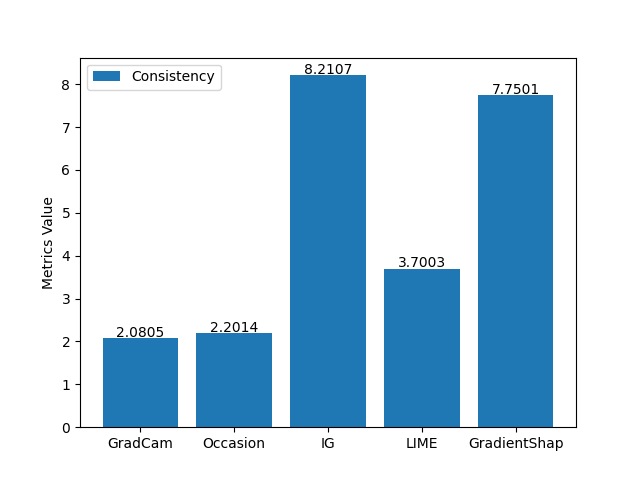 Consistency
Metrics Value
8
7
6
5
4
3
2
1
0
2.0805
2.2014
8.2107
3.7003
7.7501
GradCam
Occasion
IG
LIME
GradientShap